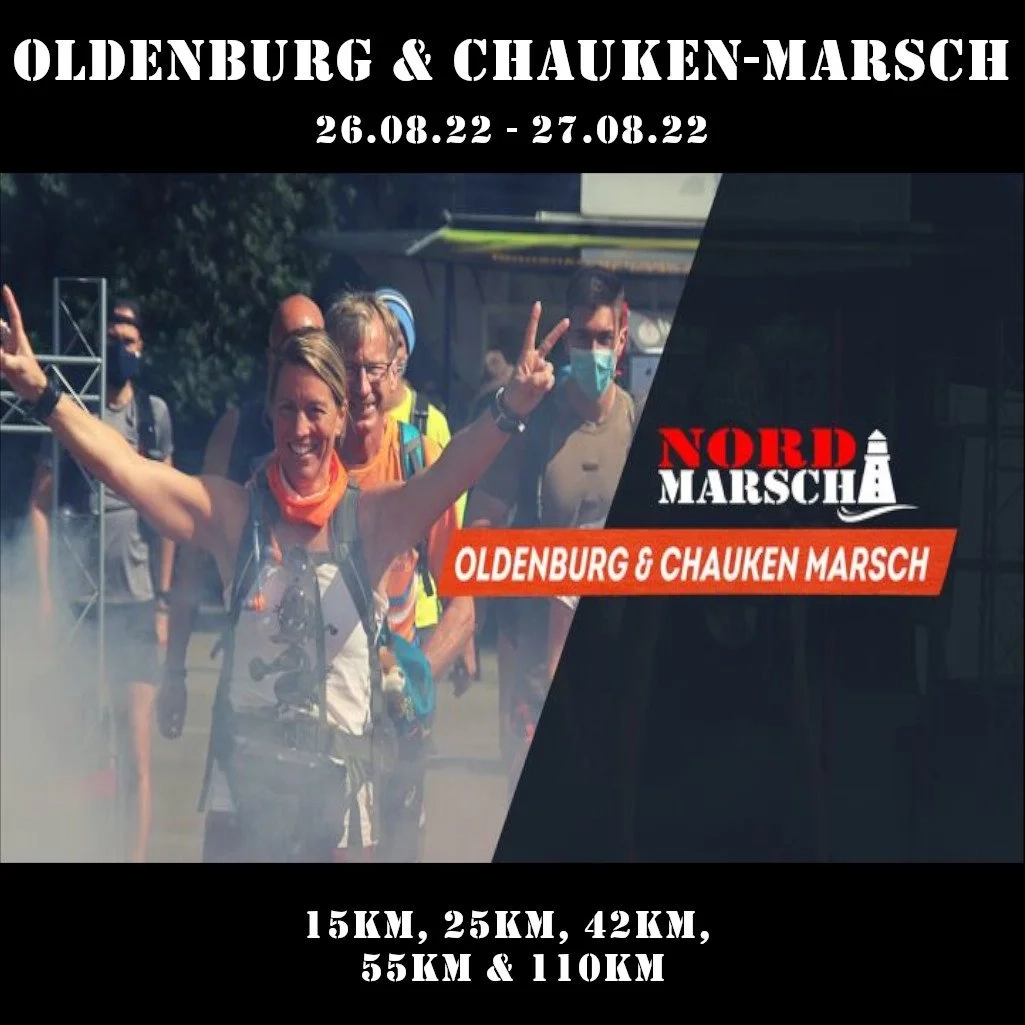 OLDENBURG & CHAUKEN-MARSCH
26.08.22 - 27.08.22
NORD
MARSCH
OLDENBURG & CHAUKEN MARSCH
15KM, 25KM, 42KM,
55KM & 110KM